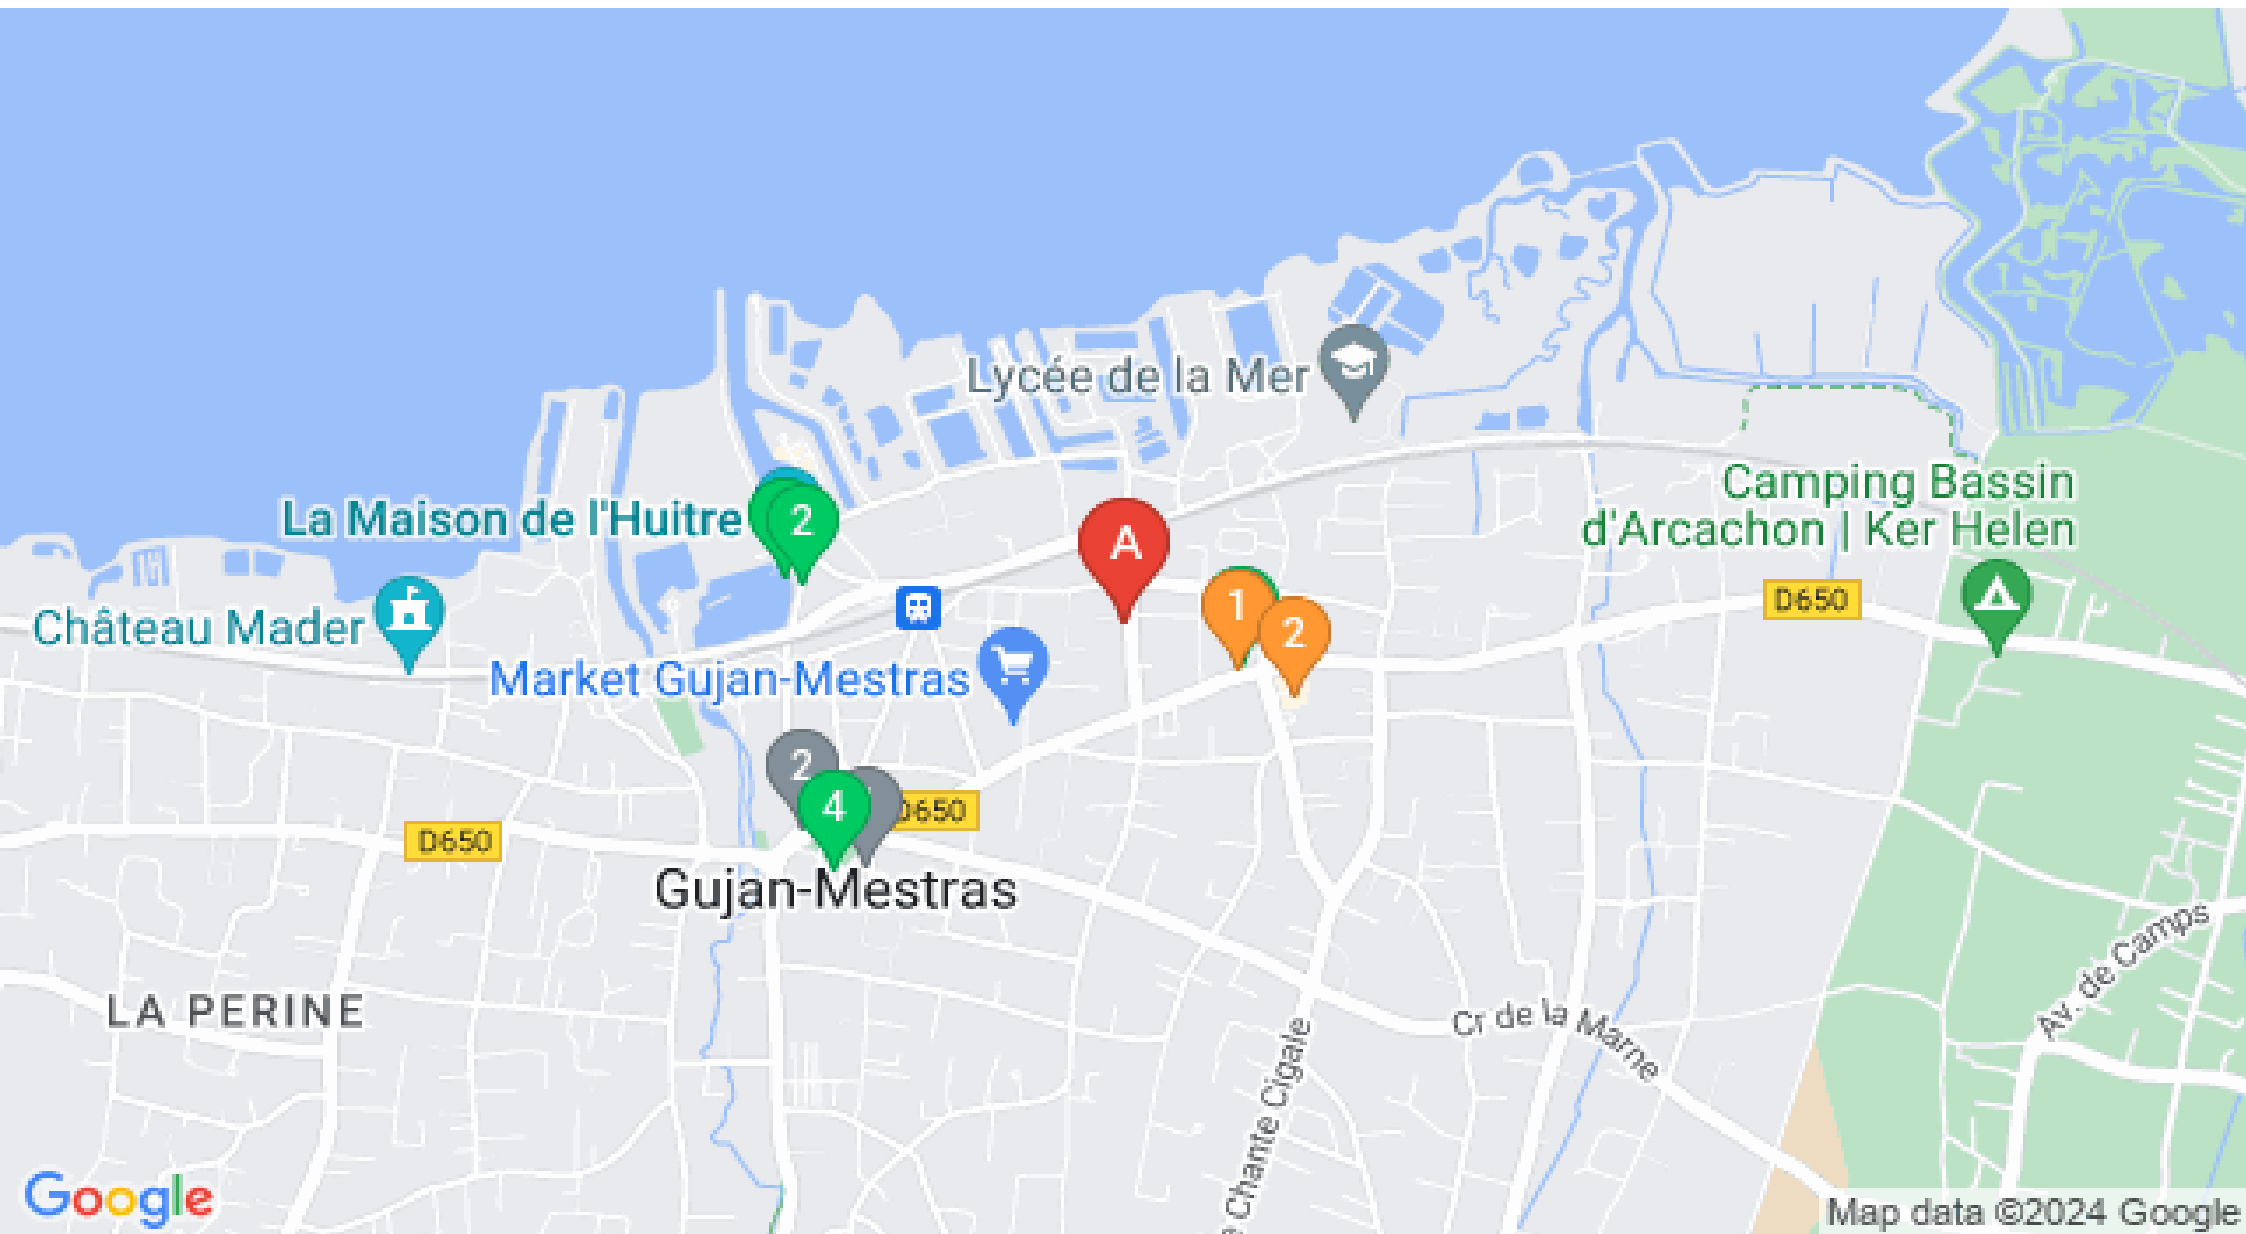 Lycée de la Mer
Camping Bassin
d'Arcachon | Ker Helen
La Maison de l'Huitre
2
A
1
2
D650
Château Mader
Market Gujan-Mestras
2
4
D650
D650
Gujan-Mestras
LA PERINE
Cr de la Marne
Av. de Camps
Chante Cigale
Google
Map data ©2024 Google